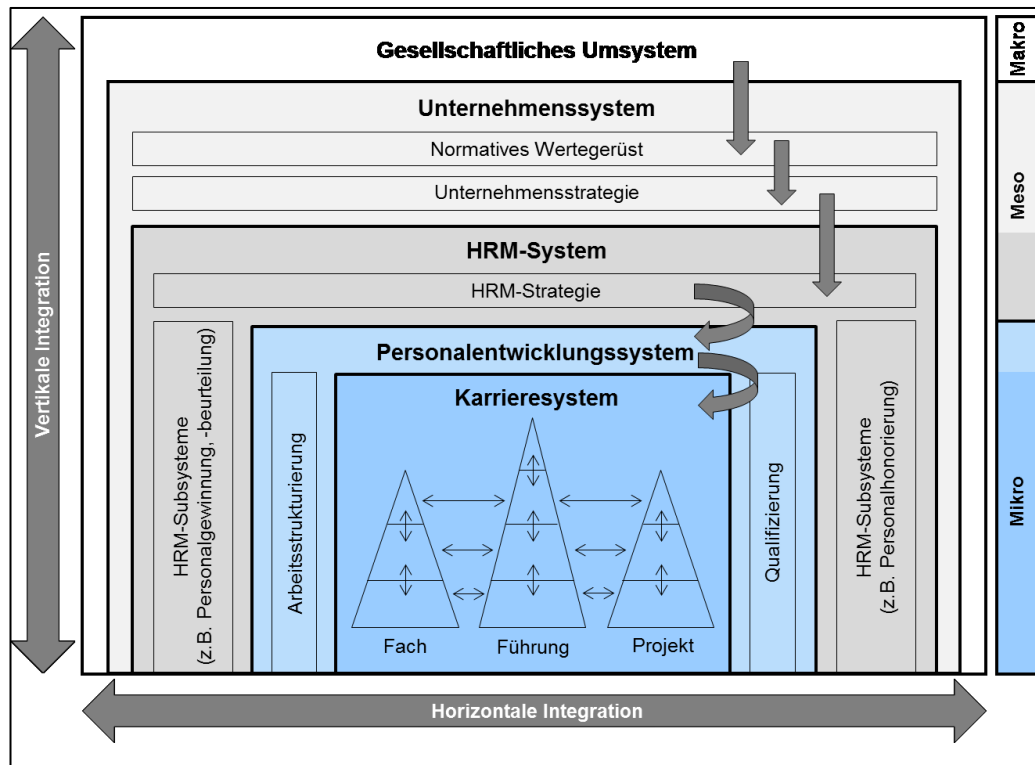 Gesellschaftliches Umsystem
Makro
Unternehmenssystem
Normatives Wertegerüst
Unternehmensstrategie
Meso
HRM-System
HRM-Strategie
Vertikale Integration
Personalentwicklungssystem
Karrieresystem
HRM-Subsysteme
(z.B. Personalgewinnung, -beurteilung)
Arbeitsstrukturierung
Qualifizierung
HRM-Subsysteme
(z.B. Personalhonorierung)
Mikro
Fach
Führung
Projekt
Horizontale Integration